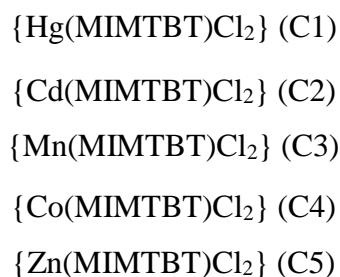 {Hg(MIMTBT)Cl₂} (C1)
{Cd(MIMTBT)Cl₂} (C2)
{Mn(MIMTBT)Cl₂} (C3)
{Co(MIMTBT)Cl₂} (C4)
{Zn(MIMTBT)Cl₂} (C5)